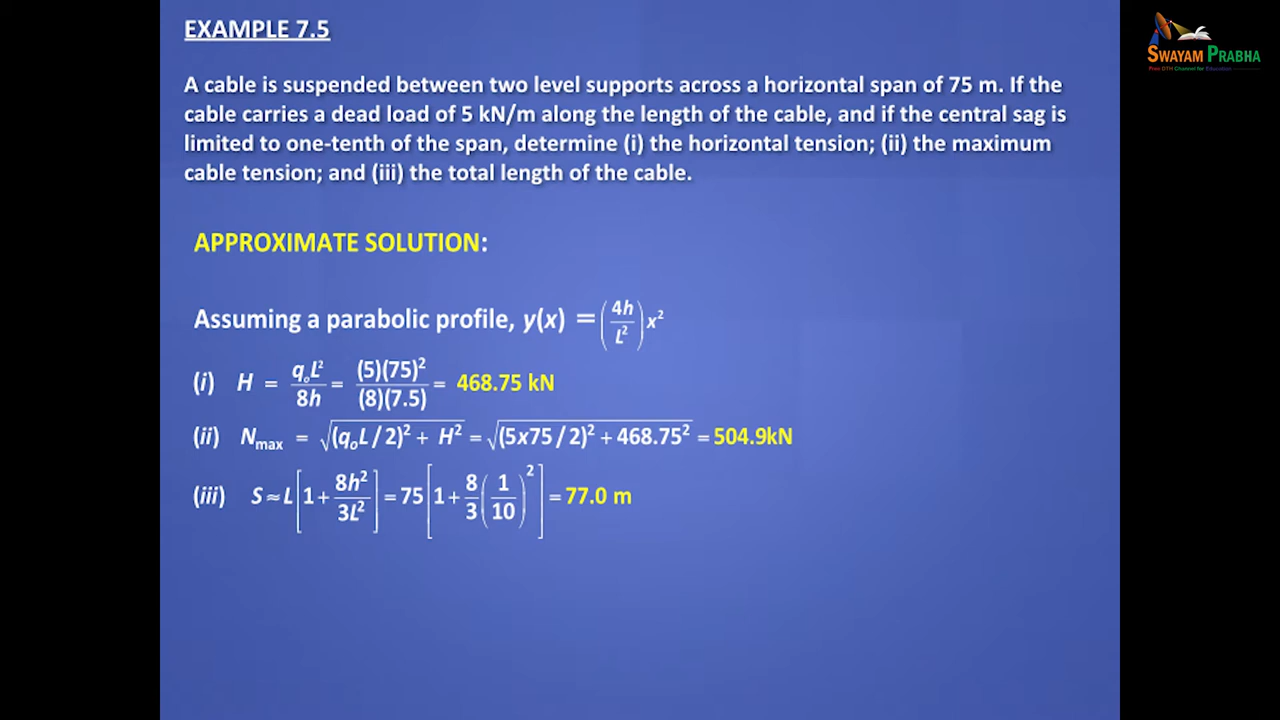 EXAMPLE 7.5
SWAYAM PRABHA
Free DTH Channel for Education
A cable is suspended between two level supports across a horizontal span of 75 m. If the
cable carries a dead load of 5 kN/m along the length of the cable, and if the central sag is
limited to one-tenth of the span, determine (i) the horizontal tension; (ii) the maximum
cable tension; and (iii) the total length of the cable.
APPROXIMATE SOLUTION:
Assuming a parabolic profile, y(x) = (4h/L²) x²
(i) H = qₒL²/8h = (5)(75)²/(8)(7.5) = 468.75 kN
(ii) Nmax = √((qₒL/2)² + H²) = √((5x75/2)² + 468.75²) = 504.9kN
(iii) S ≈ L[1 + 8h²/3L²] = 75[1 + 8/3(1/10)²] = 77.0 m